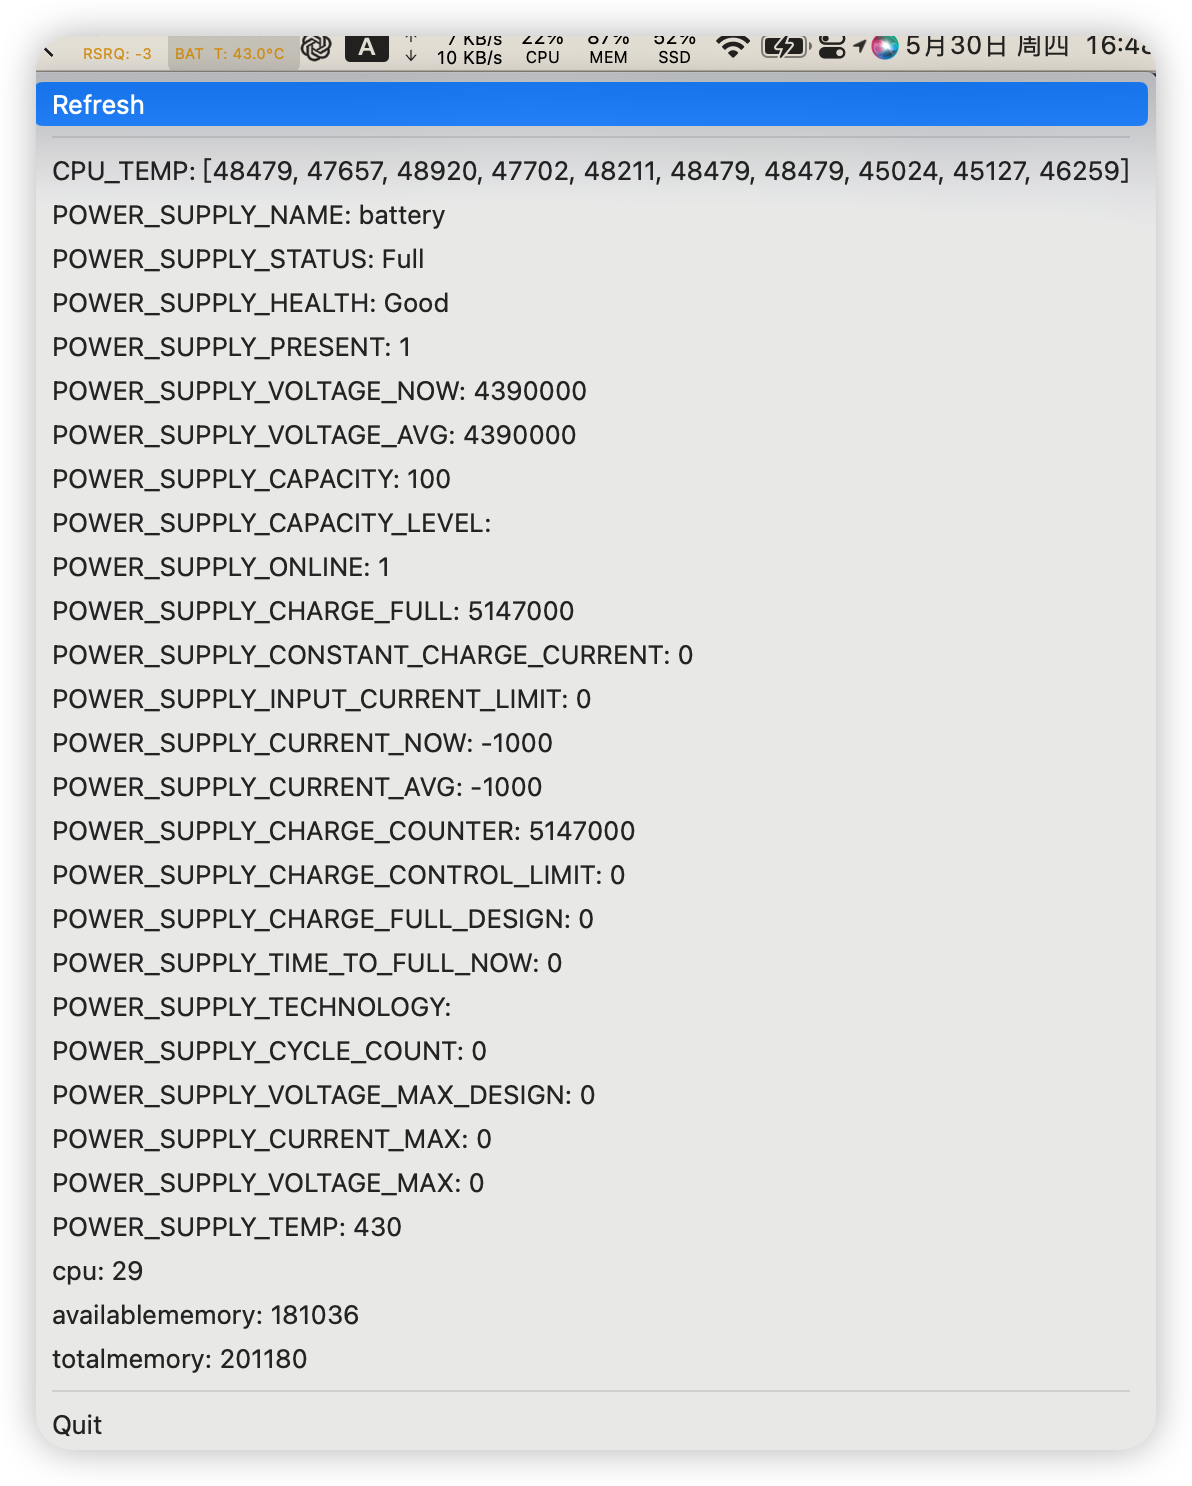 RSRQ: -3 BAT T: 43.0°C A ↑ 7 KB/s 22% 87% 52% 5月30日 周四
↓ 10 KB/s CPU MEM SSD
Refresh
CPU_TEMP: [48479, 47657, 48920, 47702, 48211, 48479, 48479, 45024, 45127, 46259]
POWER_SUPPLY_NAME: battery
POWER_SUPPLY_STATUS: Full
POWER_SUPPLY_HEALTH: Good
POWER_SUPPLY_PRESENT: 1
POWER_SUPPLY_VOLTAGE_NOW: 4390000
POWER_SUPPLY_VOLTAGE_AVG: 4390000
POWER_SUPPLY_CAPACITY: 100
POWER_SUPPLY_CAPACITY_LEVEL:
POWER_SUPPLY_ONLINE: 1
POWER_SUPPLY_CHARGE_FULL: 5147000
POWER_SUPPLY_CONSTANT_CHARGE_CURRENT: 0
POWER_SUPPLY_INPUT_CURRENT_LIMIT: 0
POWER_SUPPLY_CURRENT_NOW: -1000
POWER_SUPPLY_CURRENT_AVG: -1000
POWER_SUPPLY_CHARGE_COUNTER: 5147000
POWER_SUPPLY_CHARGE_CONTROL_LIMIT: 0
POWER_SUPPLY_CHARGE_FULL_DESIGN: 0
POWER_SUPPLY_TIME_TO_FULL_NOW: 0
POWER_SUPPLY_TECHNOLOGY:
POWER_SUPPLY_CYCLE_COUNT: 0
POWER_SUPPLY_VOLTAGE_MAX_DESIGN: 0
POWER_SUPPLY_CURRENT_MAX: 0
POWER_SUPPLY_VOLTAGE_MAX: 0
POWER_SUPPLY_TEMP: 430
cpu: 29
availablememory: 181036
totalmemory: 201180
Quit